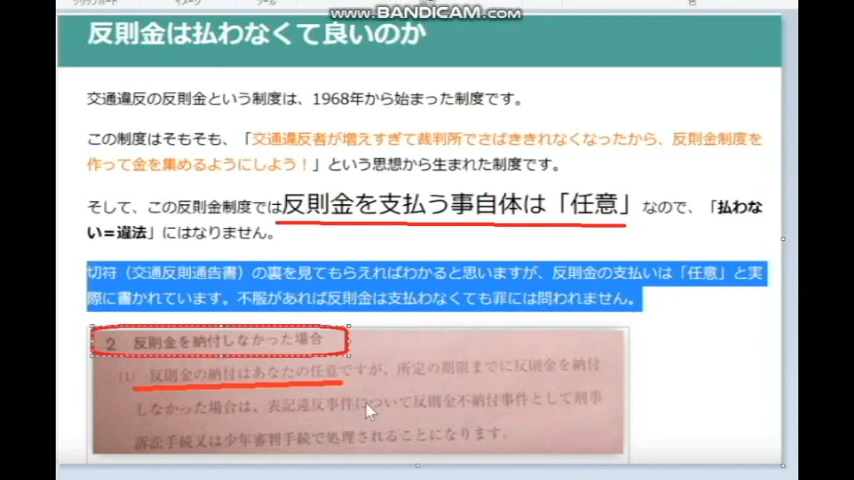 クリップボード
イメージ
ツール
色
www.BANDICAM.com
反則金は払わなくて良いのか
交通違反の反則金という制度は、1968年から始まった制度です。
この制度はそもそも、「交通違反者が増えすぎて裁判所でさばききれなくなったから、反則金制度を
作って金を集めるようにしよう！」という思想から生まれた制度です。
そして、この反則金制度では反則金を支払う事自体は「任意」なので、「払わな
い＝違法」にはなりません。
切符（交通反則通告書）の裏を見てもらえればわかると思いますが、反則金の支払いは「任意」と実
際に書かれています。不服があれば反則金は支払わなくても罪には問われません。
2 反則金を納付しなかった場合
(1) 反則金の納付はあなたの任意ですが、所定の期限までに反則金を納付
しなかった場合は、表記違反事件について反則金不納付事件として刑事
訴訟手続又は少年審判手続で処理されることになります。